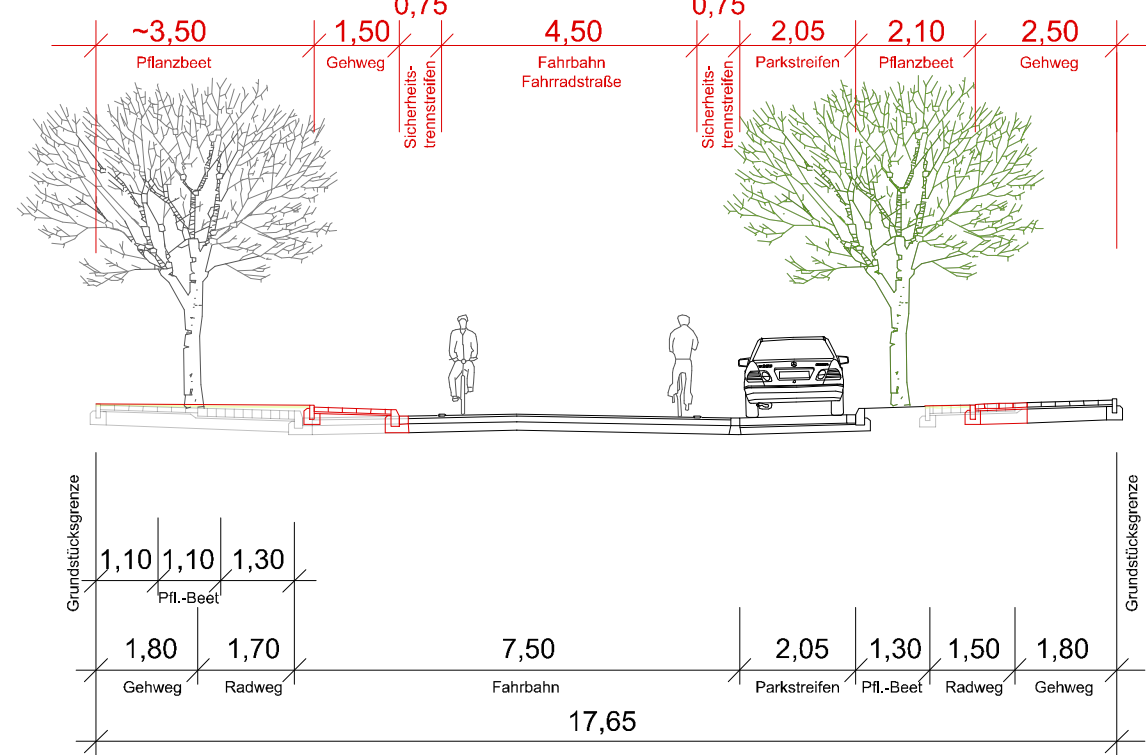 0,75
0,75
~3,50
1,50
4,50
2,05
2,10
2,50
Pflanzbeet
Gehweg
Sicherheits-
trennstreifen
Fahrbahn
Fahrradstraße
Sicherheits-
trennstreifen
Parkstreifen
Pflanzbeet
Gehweg
Grundstücksgrenze
Grundstücksgrenze
1,10
1,10
1,30
Pfl.-Beet
1,80
1,70
7,50
2,05
1,30
1,50
1,80
Gehweg
Radweg
Fahrbahn
Parkstreifen
Pfl.-Beet
Radweg
Gehweg
17,65